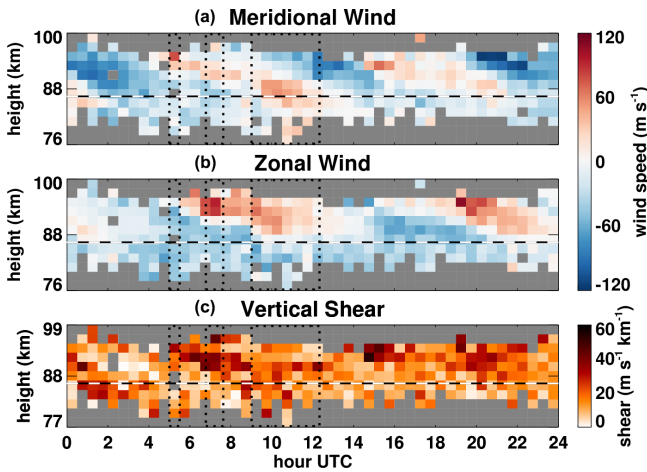 (a) Meridional Wind
100
88
76
height (km)
(b) Zonal Wind
100
88
76
height (km)
120
60
0
-60
-120
wind speed (m s⁻¹)
(c) Vertical Shear
99
88
77
height (km)
60
40
20
0
shear (m s⁻¹ km⁻¹)
0 2 4 6 8 10 12 14 16 18 20 22 24
hour UTC